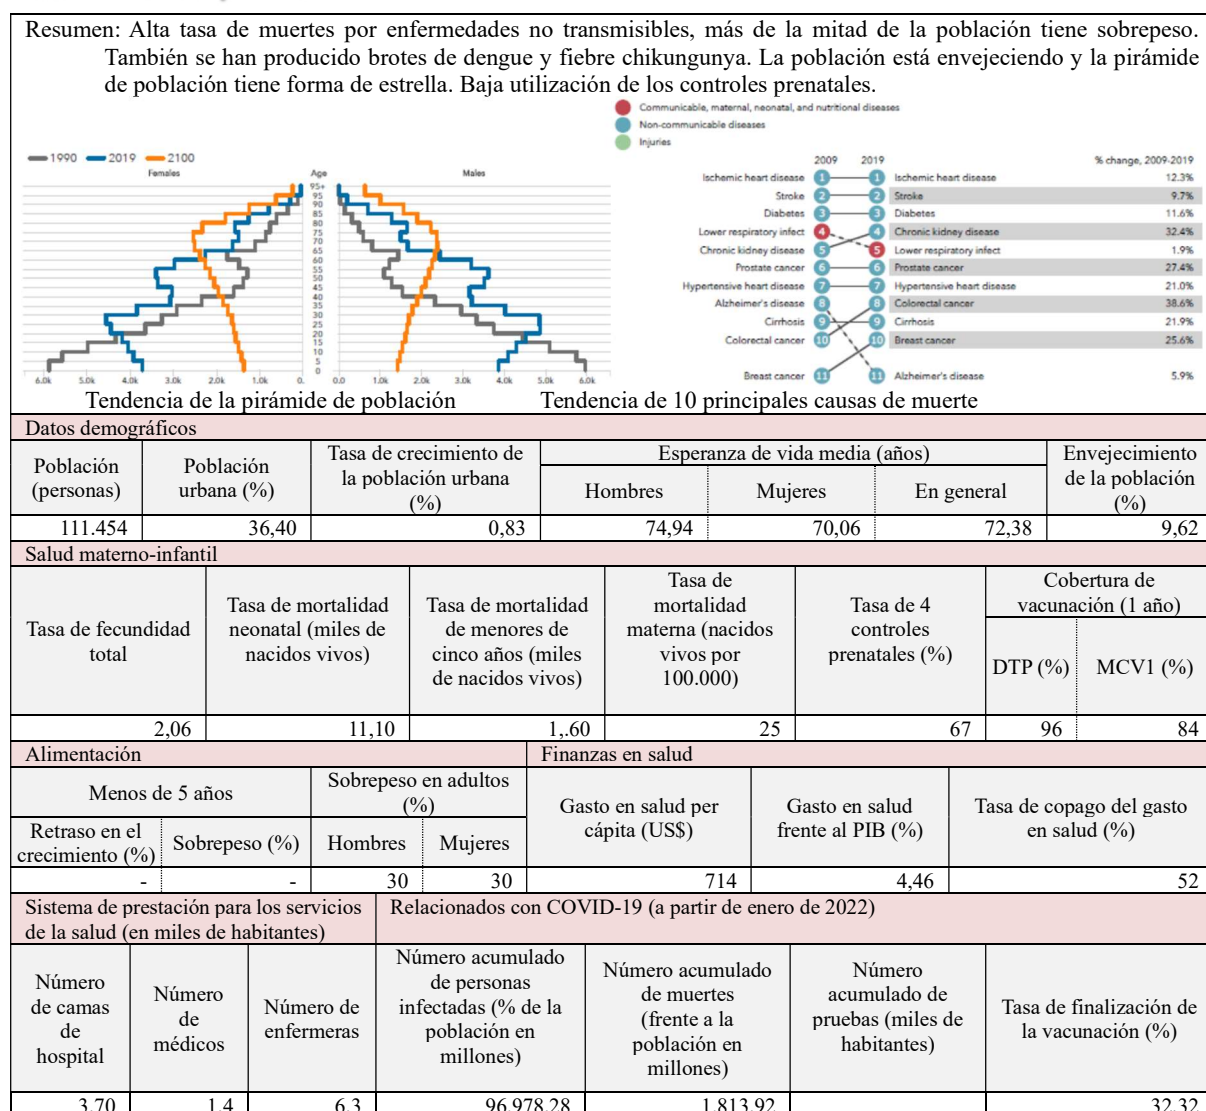 Resumen: Alta tasa de muertes por enfermedades no transmisibles, más de la mitad de la población tiene sobrepeso.
También se han producido brotes de dengue y fiebre chikungunya. La población está envejeciendo y la pirámide
de población tiene forma de estrella. Baja utilización de los controles prenatales.
1990 2019 2100
Females Age Males
95+
95
90
85
80
75
70
65
60
55
50
45
40
35
30
25
20
15
10
5
0
6.0k 5.0k 4.0k 3.0k 2.0k 1.0k 0. 0.0 1.0k 2.0k 3.0k 4.0k 5.0k 6.0k
Communicable, maternal, neonatal, and nutritional diseases
Non-communicable diseases
Injuries
2009 2019 % change, 2009-2019
Ischemic heart disease 1 1 Ischemic heart disease 12.3%
Stroke 2 2 Stroke 9.7%
Diabetes 3 3 Diabetes 11.6%
Lower respiratory infect 4 4 Chronic kidney disease 32.4%
Chronic kidney disease 5 5 Lower respiratory infect 1.9%
Prostate cancer 6 6 Prostate cancer 27.4%
Hypertensive heart disease 7 7 Hypertensive heart disease 21.0%
Alzheimer's disease 8 8 Colorectal cancer 38.6%
Cirrhosis 9 9 Cirrhosis 21.9%
Colorectal cancer 10 10 Breast cancer 25.6%
Breast cancer 11 11 Alzheimer's disease 5.9%
Tendencia de la pirámide de población Tendencia de 10 principales causas de muerte
Datos demográficos
Población
(personas)
Población
urbana (%)
Tasa de crecimiento de
la población urbana
(%)
Esperanza de vida media (años)
Hombres Mujeres En general
Envejecimiento
de la población
(%)
111.454 36,40 0,83 74,94 70,06 72,38 9,62
Salud materno-infantil
Tasa de fecundidad
total
Tasa de mortalidad
neonatal (miles de
nacidos vivos)
Tasa de mortalidad
de menores de
cinco años (miles
de nacidos vivos)
Tasa de
mortalidad
materna (nacidos
vivos por
100.000)
Tasa de 4
controles
prenatales (%)
Cobertura de
vacunación (1 año)
DTP (%) MCV1 (%)
2,06 11,10 1,.60 25 67 96 84
Alimentación Finanzas en salud
Menos de 5 años
Sobrepeso en adultos
(%)
Retraso en el
crecimiento (%)
Sobrepeso (%) Hombres Mujeres
Gasto en salud per
cápita (US$)
Gasto en salud
frente al PIB (%)
Tasa de copago del gasto
en salud (%)
- - 30 30 714 4,46 52
Sistema de prestación para los servicios
de la salud (en miles de habitantes)
Relacionados con COVID-19 (a partir de enero de 2022)
Número
de camas
de
hospital
Número
de
médicos
Número de
enfermeras
Número acumulado
de personas
infectadas (% de la
población en
millones)
Número acumulado
de muertes
(frente a la
población en
millones)
Número
acumulado de
pruebas (miles de
habitantes)
Tasa de finalización de
la vacunación (%)
3.70 1.4 6.3 96.978,28 1.813,92 32,32